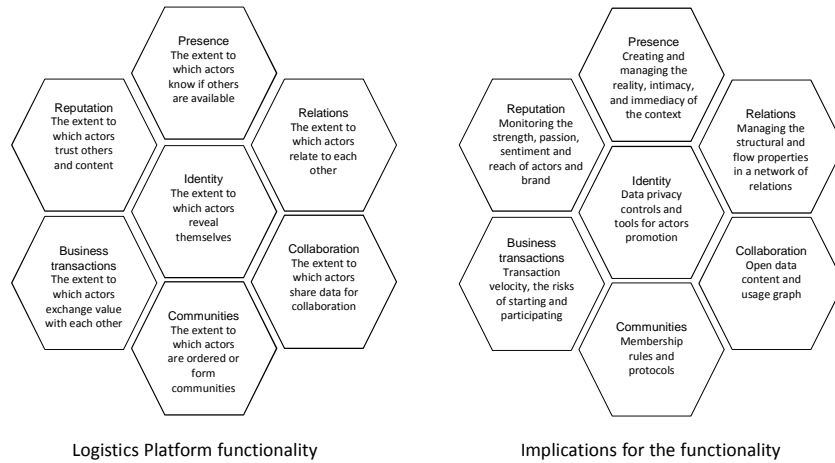 Presence
The extent to
which actors
know if others
are available
Reputation
The extent to
which actors
trust others
and content
Relations
The extent to
which actors
relate to each
other
Identity
The extent to
which actors
reveal
themselves
Business
transactions
The extent to
which actors
exchange value
with each other
Collaboration
The extent to
which actors
share data for
collaboration
Communities
The extent to
which actors
are ordered or
form
communities
Logistics Platform functionality
Presence
Creating and
managing the
reality, intimacy,
and immediacy of
the context
Reputation
Monitoring the
strength, passion,
sentiment and
reach of actors and
brand
Relations
Managing the
structural and
flow properties
in a network of
relations
Identity
Data privacy
controls and
tools for actors
promotion
Business
transactions
Transaction
velocity, the risks
of starting and
participating
Collaboration
Open data
content and
usage graph
Communities
Membership
rules and
protocols
Implications for the functionality